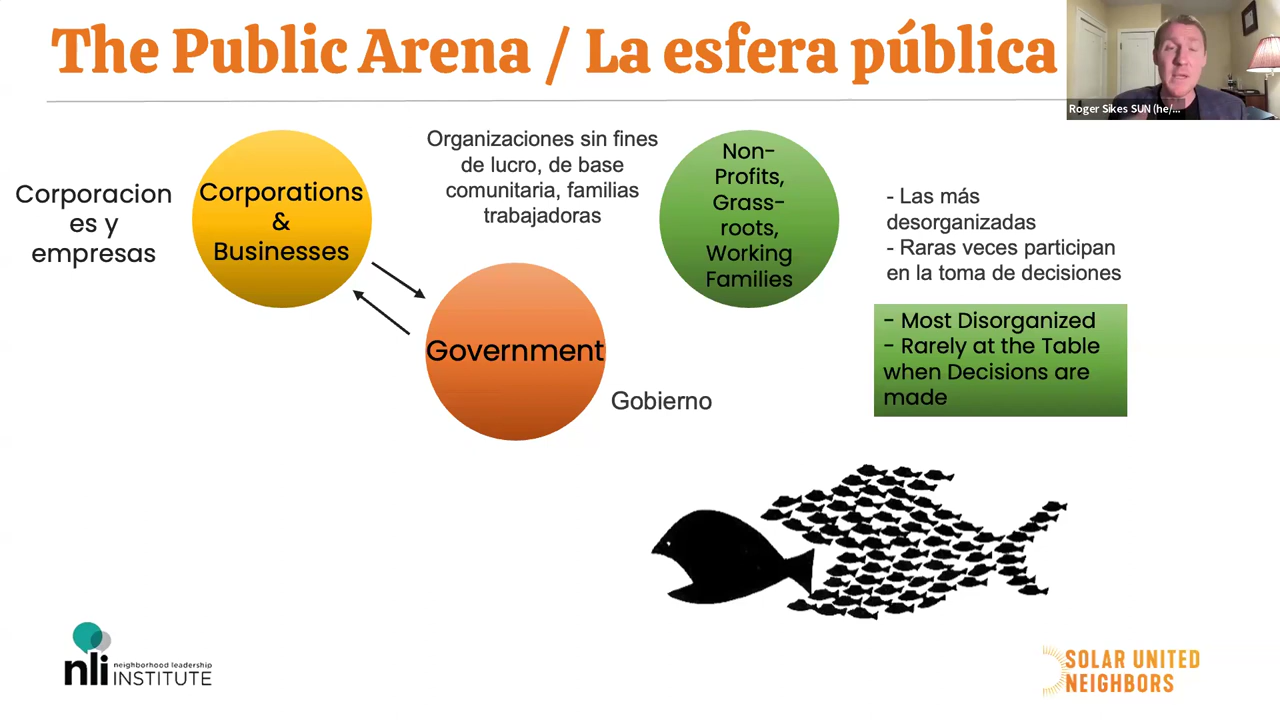 The Public Arena / La esfera pública
Roger Sikes SUN (he/...
Corporacion
es y
empresas
Corporations
&
Businesses
Organizaciones sin fines
de lucro, de base
comunitaria, familias
trabajadoras
Non-
Profits,
Grass-
roots,
Working
Families
- Las más
desorganizadas
- Raras veces participan
en la toma de decisiones
- Most Disorganized
- Rarely at the Table
when Decisions are
made
Government
Gobierno
nli neighborhood leadership
INSTITUTE
SOLAR UNITED
NEIGHBORS